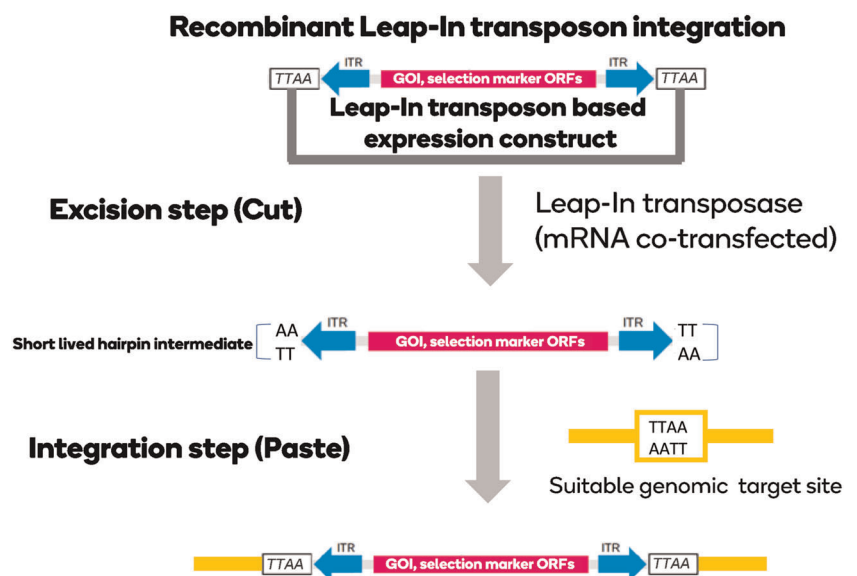 Recombinant Leap-In transposon integration
ITR ITR
TTAA GOI, selection marker ORFs TTAA
Leap-In transposon based
expression construct
Excision step (Cut)
Leap-In transposase
(mRNA co-transfected)
ITR ITR
AA TT
Short lived hairpin intermediate GOI, selection marker ORFs
TT AA
Integration step (Paste)
TTAA
AATT
Suitable genomic target site
ITR ITR
TTAA GOI, selection marker ORFs TTAA